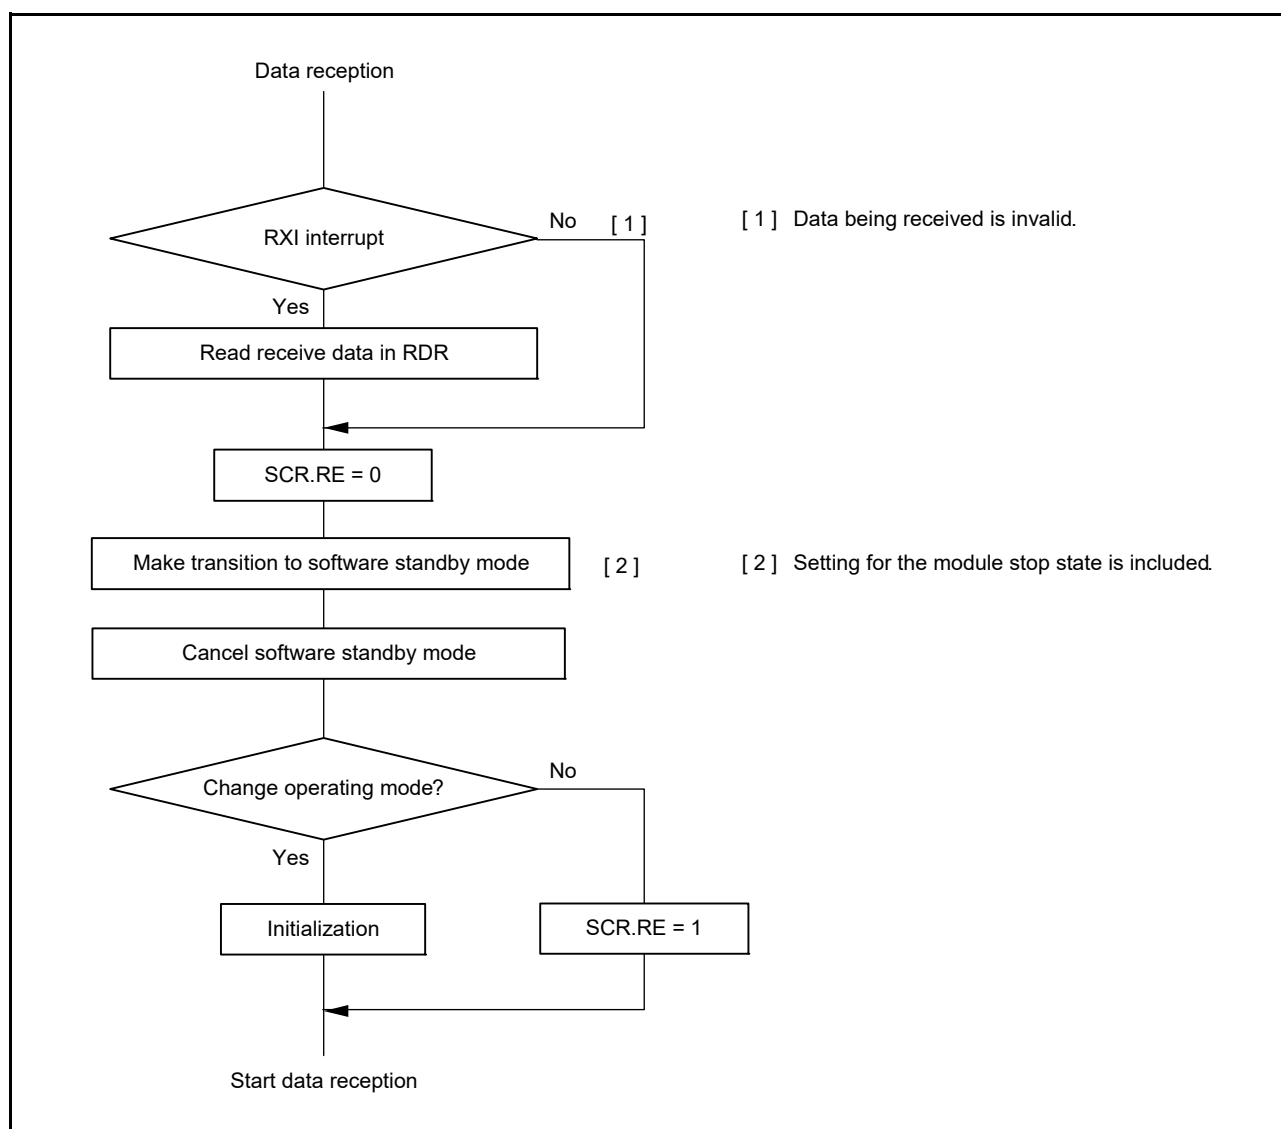 Data reception
RXI interrupt
No [ 1 ]
[ 1 ] Data being received is invalid.
Yes
Read receive data in RDR
SCR.RE = 0
Make transition to software standby mode
[ 2 ]
[ 2 ] Setting for the module stop state is included.
Cancel software standby mode
Change operating mode?
No
Yes
Initialization
SCR.RE = 1
Start data reception